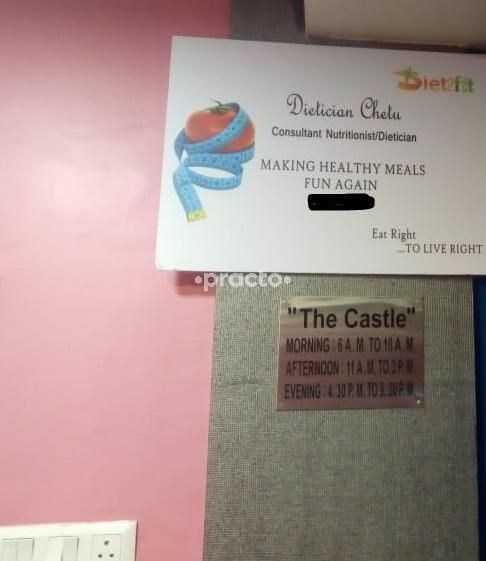 Diet2fit
Dietician Chetu
Consultant Nutritionist/Dietician
MAKING HEALTHY MEALS
FUN AGAIN
Eat Right
...TO LIVE RIGHT
•practo•
"The Castle"
MORNING : 6 A. M. TO 10 A. M.
AFTERNOON : 11 A. M. TO 3 P. M.
EVENING : 4.30 P. M. TO 9.30 P. M.